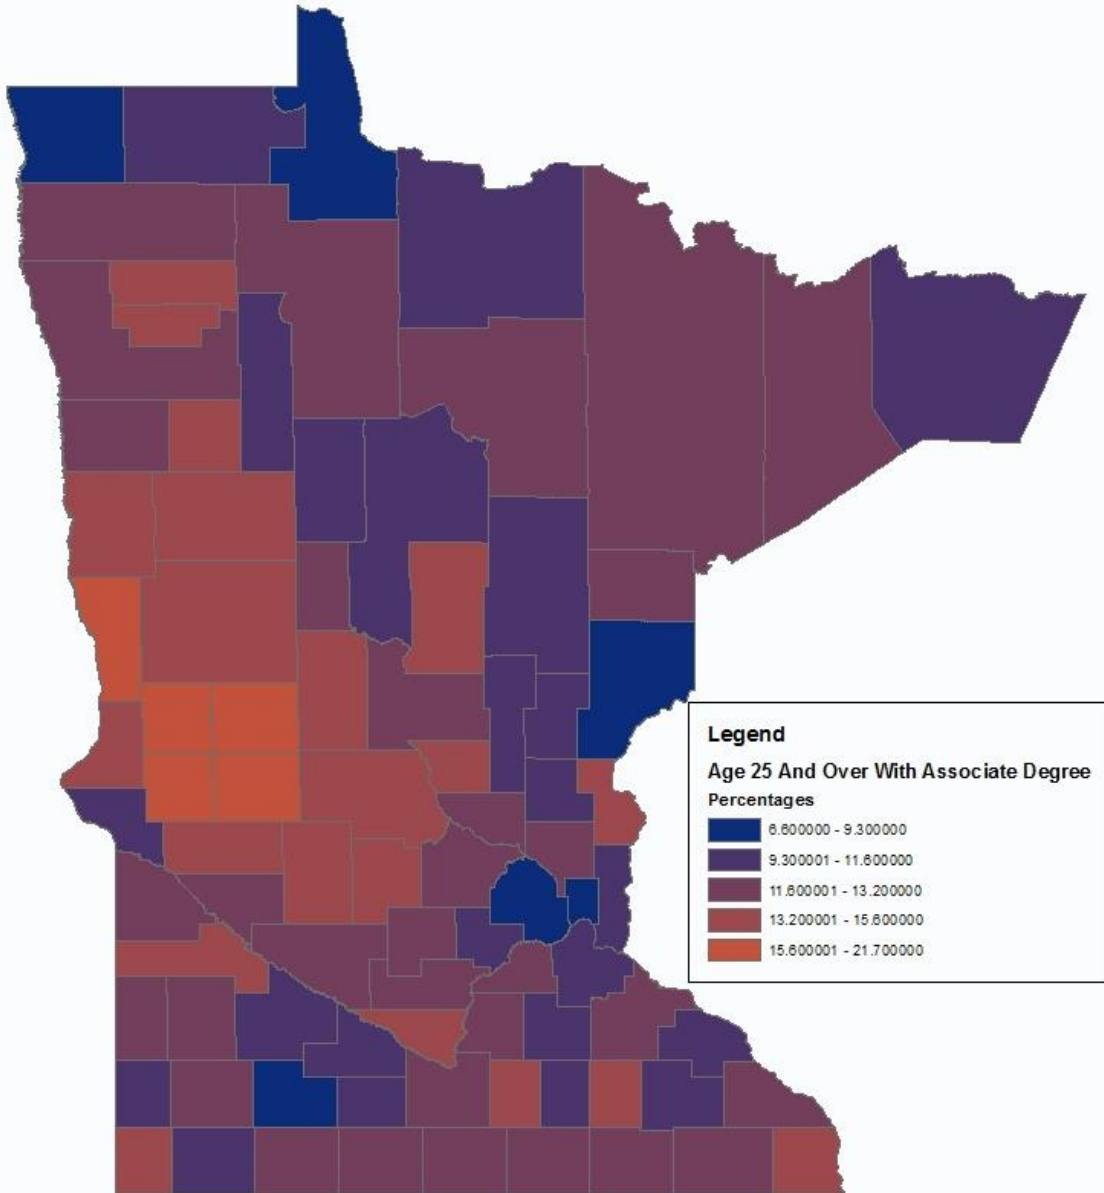 Legend
Age 25 And Over With Associate Degree
Percentages
6.600000 - 9.300000
9.300001 - 11.600000
11.600001 - 13.200000
13.200001 - 15.600000
15.600001 - 21.700000